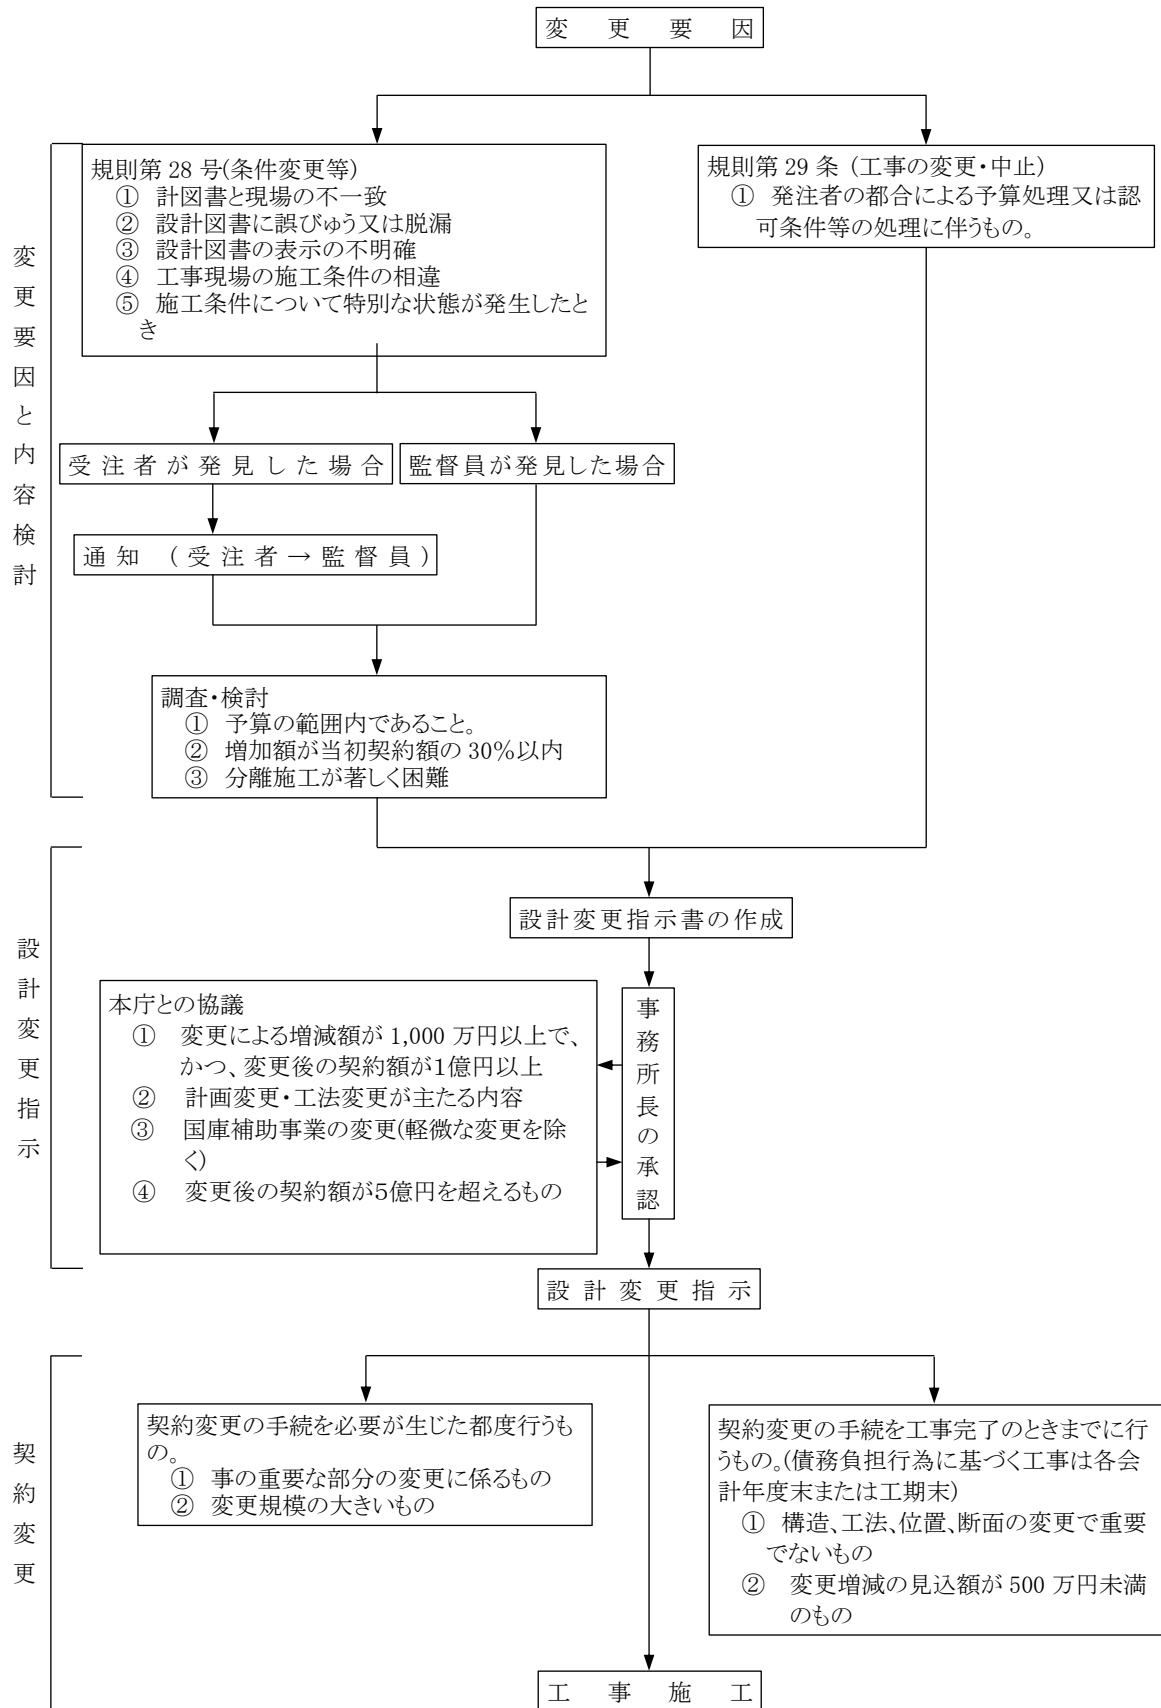 変更要因
規則第 28 号(条件変更等)
① 計図書と現場の不一致
② 設計図書に誤びゅう又は脱漏
③ 設計図書の表示の不明確
④ 工事現場の施工条件の相違
⑤ 施工条件について特別な状態が発生したと
き
規則第 29 条 (工事の変更・中止)
① 発注者の都合による予算処理又は認
可条件等の処理に伴うもの。
変更要因と内容検討
受注者が発見した場合
監督員が発見した場合
通知 (受注者→監督員)
調査・検討
① 予算の範囲内であること。
② 増加額が当初契約額の 30%以内
③ 分離施工が著しく困難
設計変更指示書の作成
設計変更指示
本庁との協議
① 変更による増減額が 1,000 万円以上で、
かつ、変更後の契約額が1億円以上
② 計画変更・工法変更が主たる内容
③ 国庫補助事業の変更(軽微な変更を除
く)
④ 変更後の契約額が5億円を超えるもの
事務所長の承認
設計変更指示
契約変更
契約変更の手続を必要が生じた都度行うも
の。
① 事の重要な部分の変更に係るもの
② 変更規模の大きいもの
契約変更の手続を工事完了のときまでに行
うもの。(債務負担行為に基づく工事は各会
計年度末または工期末)
① 構造、工法、位置、断面の変更で重要
でないもの
② 変更増減の見込額が 500 万円未満
のもの
工事施工